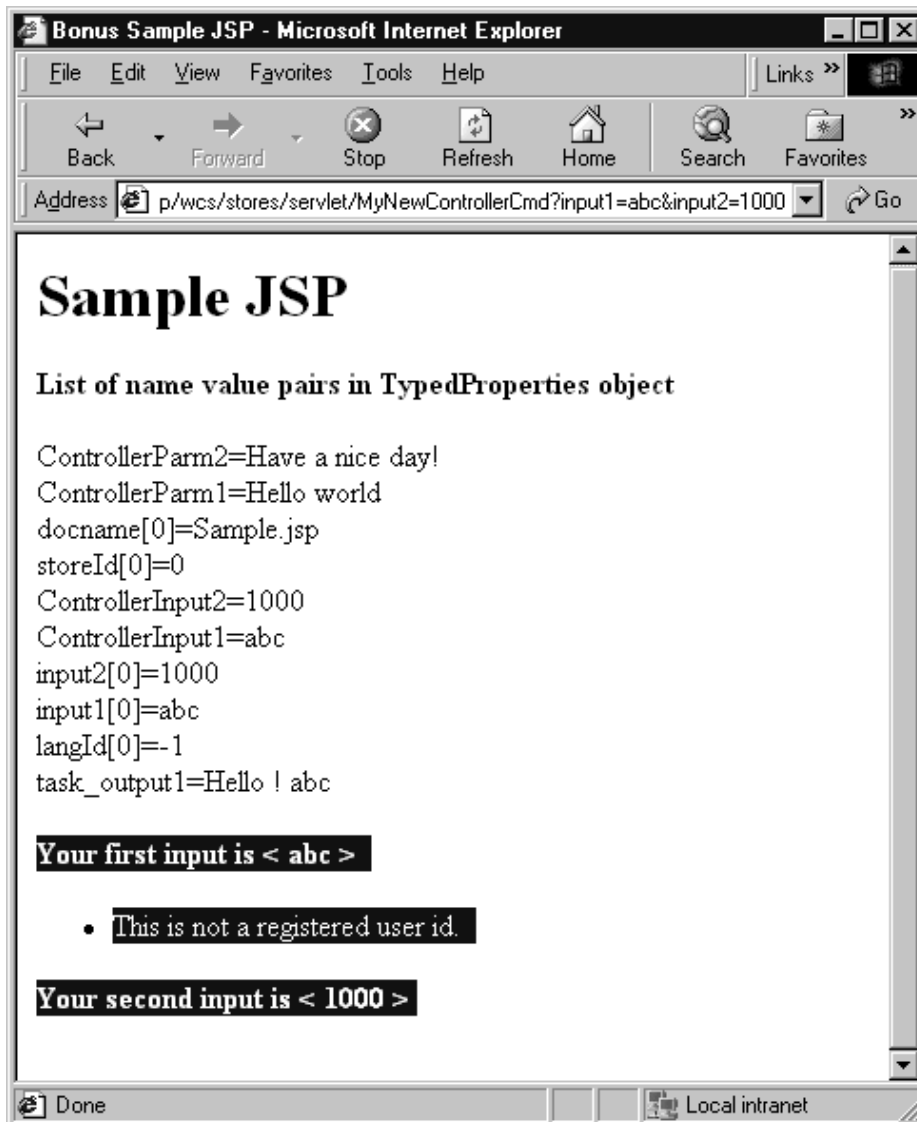 Bonus Sample JSP - Microsoft Internet Explorer
File Edit View Favorites Tools Help Links »
Back Forward Stop Refresh Home Search Favorites »
Address p/wcs/stores/servlet/MyNewControllerCmd?input1=abc&input2=1000 Go
Sample JSP
List of name value pairs in TypedProperties object
ControllerParm2=Have a nice day!
ControllerParm1=Hello world
docname[0]=Sample.jsp
storeId[0]=0
ControllerInput2=1000
ControllerInput1=abc
input2[0]=1000
input1[0]=abc
langId[0]=-1
task_output1=Hello ! abc
Your first input is < abc >
• This is not a registered user id.
Your second input is < 1000 >
Done Local intranet